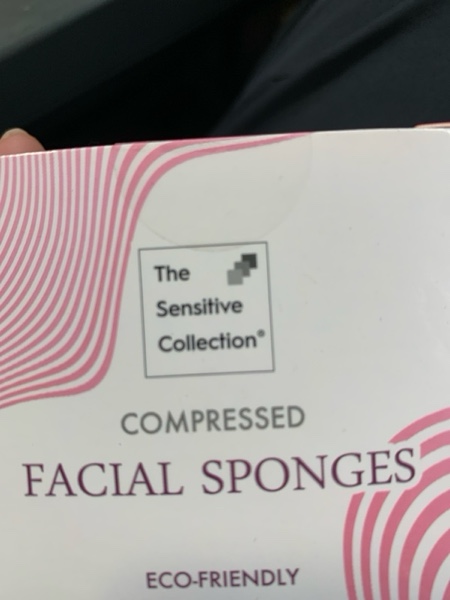 The
Sensitive
Collection®
COMPRESSED
FACIAL SPONGES
ECO-FRIENDLY